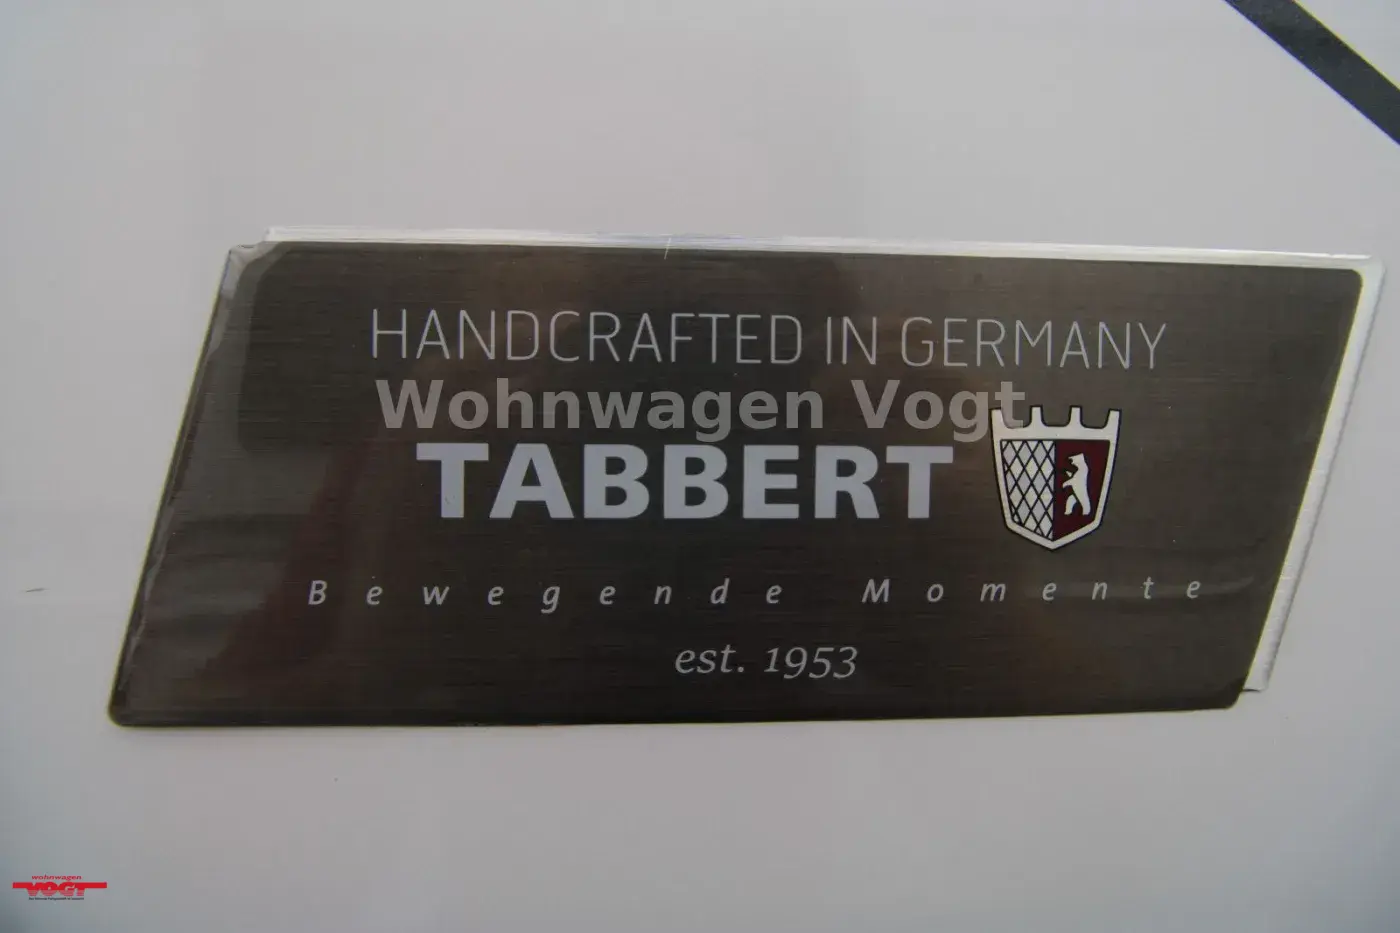 HANDCRAFTED IN GERMANY
Wohnwagen Vogt
TABBERT
Bewegende Momente
est. 1953
wohnwagen
VOGT